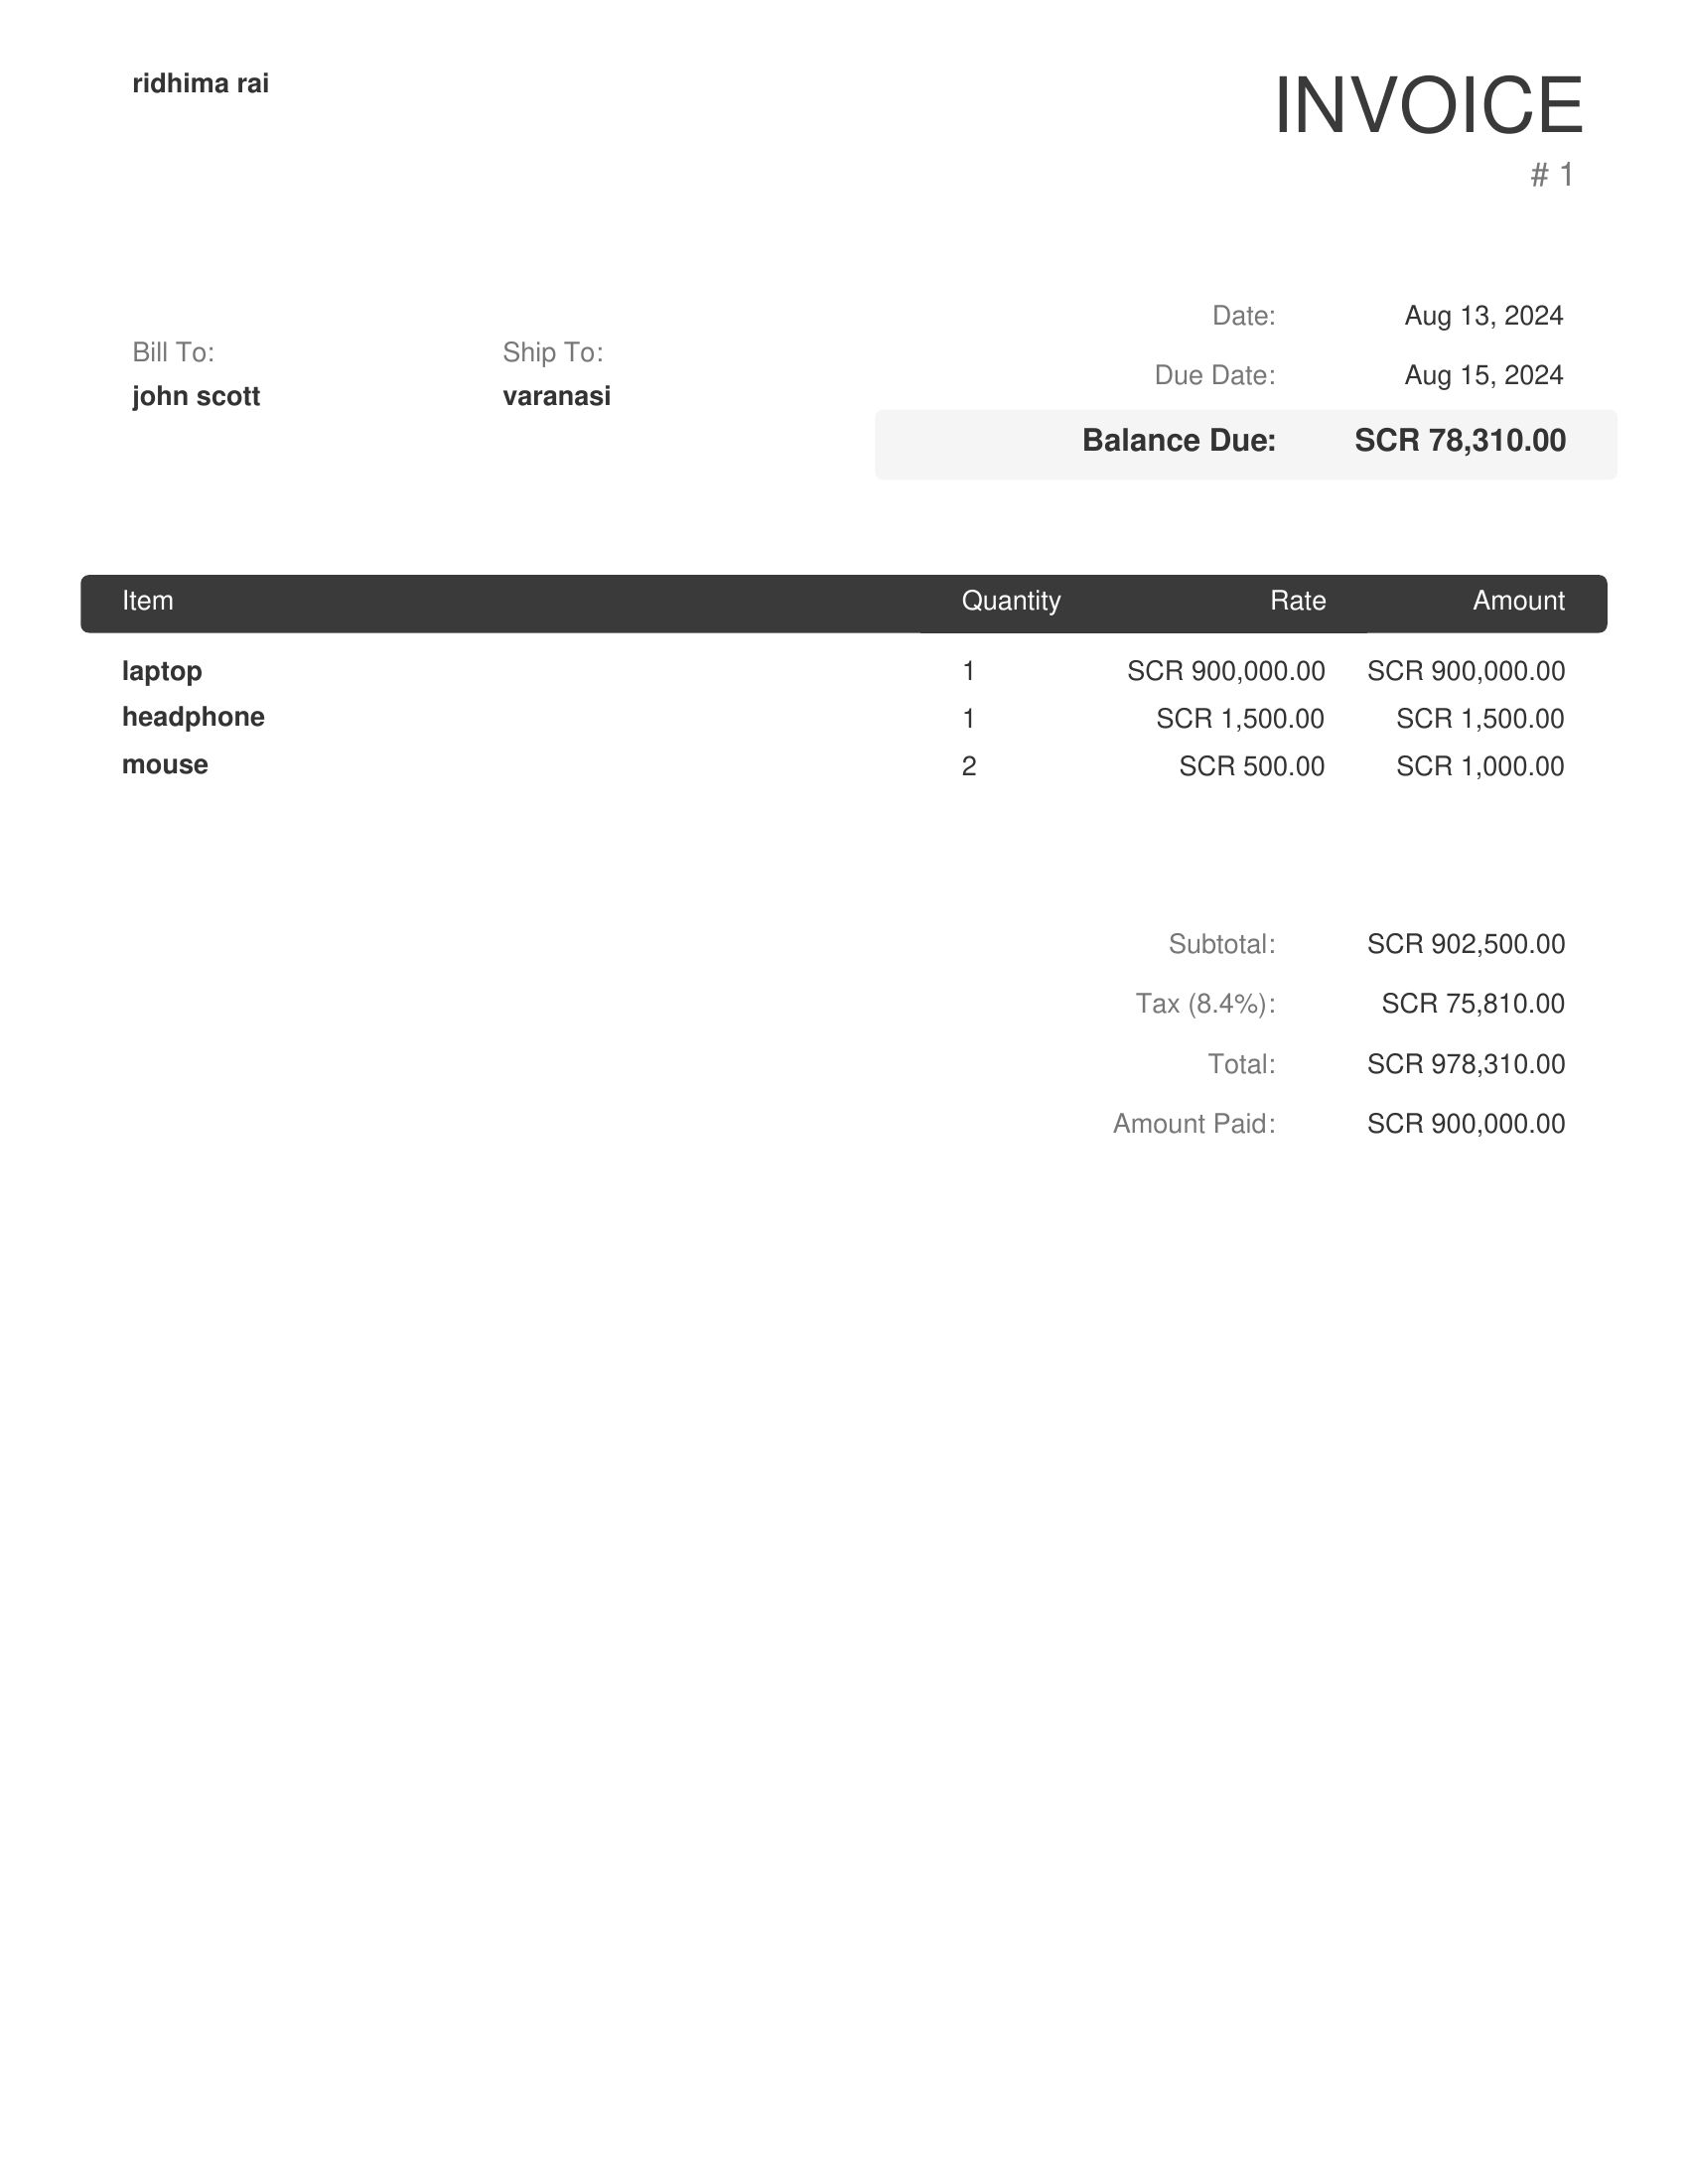 ridhima rai
INVOICE
# 1
Date: Aug 13, 2024
Due Date: Aug 15, 2024
Balance Due: SCR 78,310.00
Bill To:
john scott
Ship To:
varanasi
Item Quantity Rate Amount
laptop 1 SCR 900,000.00 SCR 900,000.00
headphone 1 SCR 1,500.00 SCR 1,500.00
mouse 2 SCR 500.00 SCR 1,000.00
Subtotal: SCR 902,500.00
Tax (8.4%): SCR 75,810.00
Total: SCR 978,310.00
Amount Paid: SCR 900,000.00